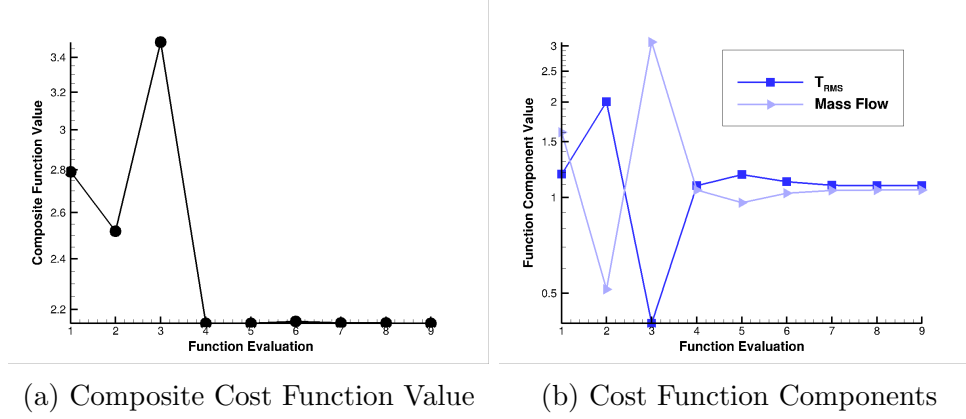 Composite Function Value
3.4
3.2
3
2.8
2.6
2.4
2.2
1 2 3 4 5 6 7 8 9
Function Evaluation
Function Component Value
3
2.5
2
1.5
1
0.5
T_RMS
Mass Flow
1 2 3 4 5 6 7 8 9
Function Evaluation
(a) Composite Cost Function Value
(b) Cost Function Components